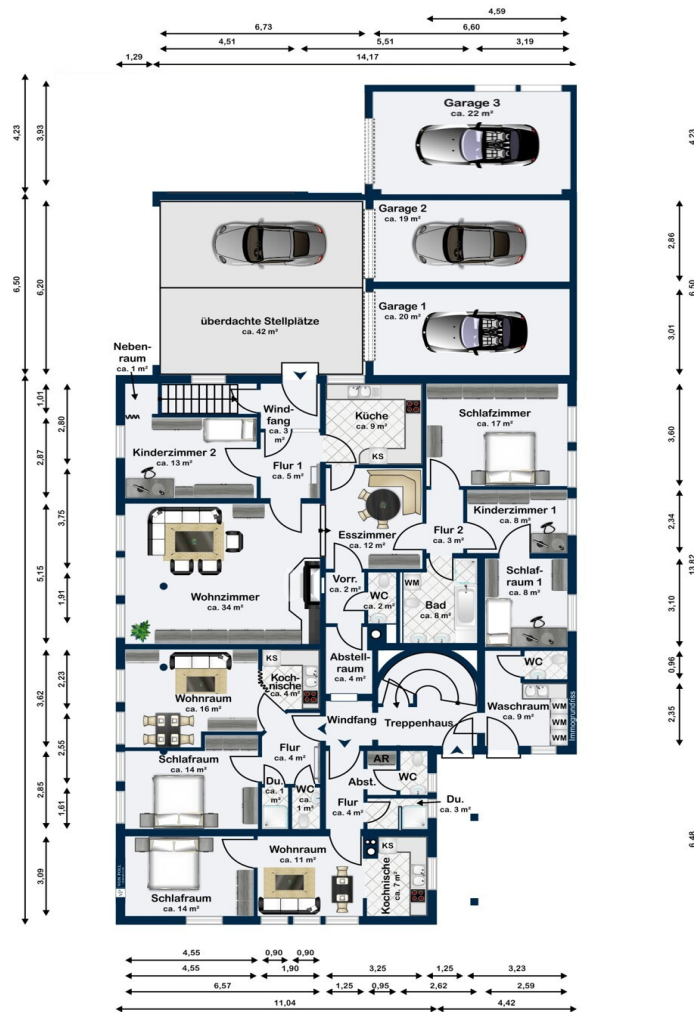 4,59
6,73
6,60
4,51
5,51
3,19
1,29
14,17
4,23
3,93
4,23
Garage 3
ca. 22 m²
Garage 2
ca. 19 m²
6,50
6,20
2,86
6,50
Garage 1
ca. 20 m²
3,01
überdachte Stellplätze
ca. 42 m²
Neben-
raum
ca. 1 m²
1,01
2,80
Wind-
fang
ca. 3
m²
Küche
ca. 9 m²
KS
Schlafzimmer
ca. 17 m²
3,60
2,87
Kinderzimmer 2
ca. 13 m²
Flur 1
ca. 5 m²
3,75
Esszimmer
ca. 12 m²
Flur 2
ca. 3 m²
Kinderzimmer 1
ca. 8 m²
2,34
13,82
5,15
1,91
Wohnzimmer
ca. 34 m²
Vorr.
ca. 2 m²
WC
ca. 2 m²
WM
Bad
ca. 8 m²
Schlaf-
raum 1
ca. 8 m²
3,10
Abstell-
raum
ca. 4 m²
WC
0,96
3,62
2,23
Wohnraum
ca. 16 m²
KS
Koch-
nische
ca. 4 m²
Windfang
Treppenhaus
Waschraum
ca. 9 m²
WM
WM
WM
2,35
Immogrundriss
2,55
Schlafraum
ca. 14 m²
Flur
ca. 4 m²
AR
Abst.
WC
2,85
1,61
Du.
ca. 1
m²
WC
ca.
1 m²
Flur
ca. 4 m²
Du.
ca. 3 m²
6,48
3,09
Wohnraum
ca. 11 m²
KS
Kochnische
ca. 7 m²
Schlafraum
ca. 14 m²
4,55
0,90
0,90
4,55
1,90
3,25
1,25
3,23
6,57
1,25
0,95
2,62
2,59
11,04
4,42